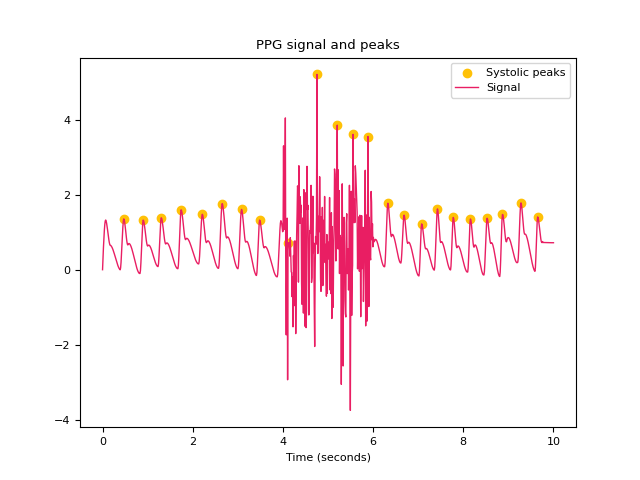 PPG signal and peaks
Systolic peaks
Signal
4
2
0
−2
−4
0 2 4 6 8 10
Time (seconds)